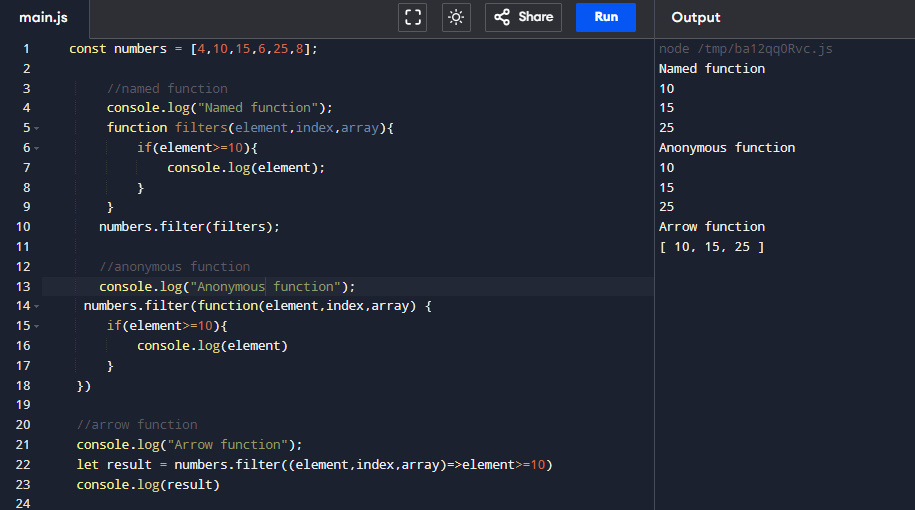 main.js Share Run Output
1 const numbers = [4,10,15,6,25,8];
2
3 //named function
4 console.log("Named function");
5 function filters(element,index,array){
6 if(element>=10){
7 console.log(element);
8 }
9 }
10 numbers.filter(filters);
11
12 //anonymous function
13 console.log("Anonymous function");
14 numbers.filter(function(element,index,array) {
15 if(element>=10){
16 console.log(element)
17 }
18 })
19
20 //arrow function
21 console.log("Arrow function");
22 let result = numbers.filter((element,index,array)=>element>=10)
23 console.log(result)
24
node /tmp/ba12qq0Rvc.js
Named function
10
15
25
Anonymous function
10
15
25
Arrow function
[ 10, 15, 25 ]